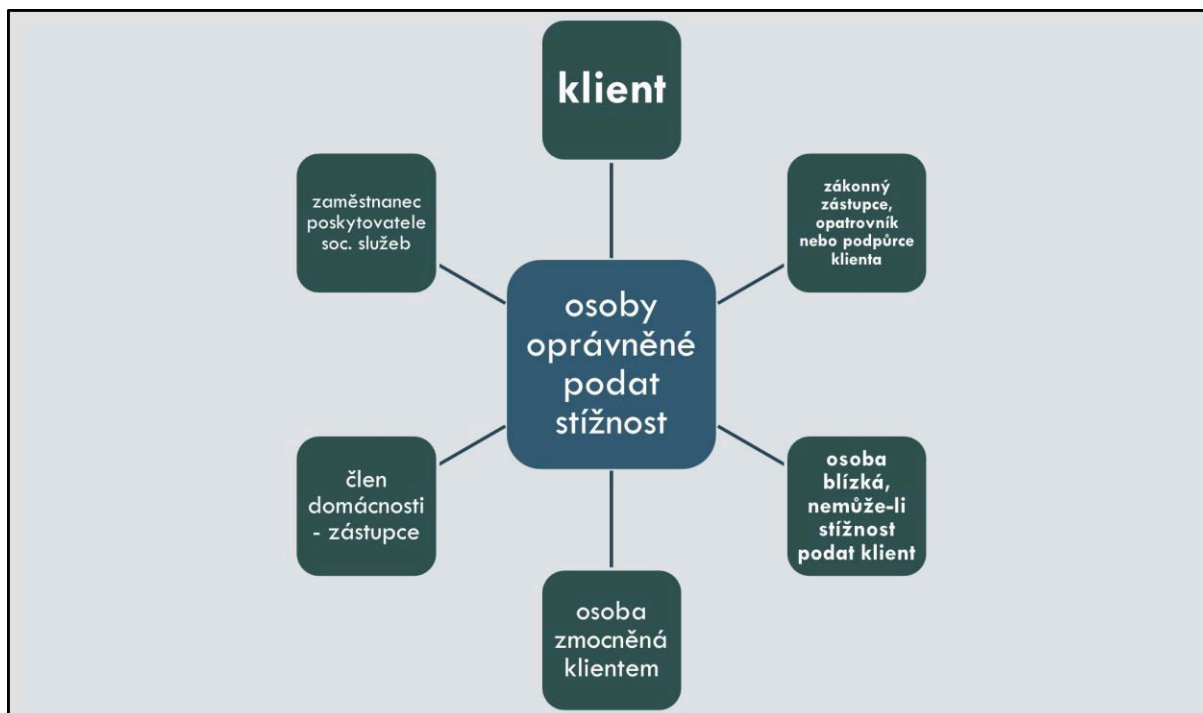 klient
zaměstnanec
poskytovatele
soc. služeb
zákonný
zástupce,
opatrovník
nebo podpůrce
klienta
osoby
oprávněné
podat
stížnost
člen
domácnosti
- zástupce
osoba
blízká,
nemůže-li
stížnost
podat klient
osoba
zmocněná
klientem